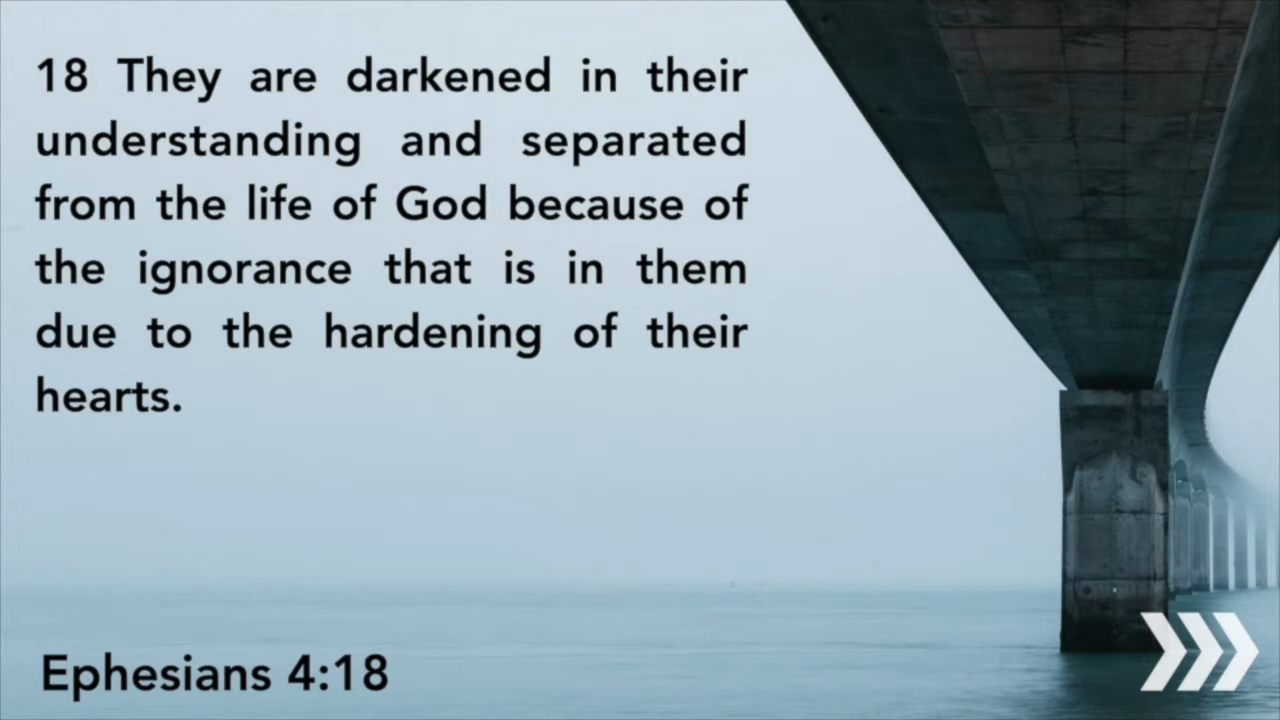 18 They are darkened in their
understanding and separated
from the life of God because of
the ignorance that is in them
due to the hardening of their
hearts.
Ephesians 4:18